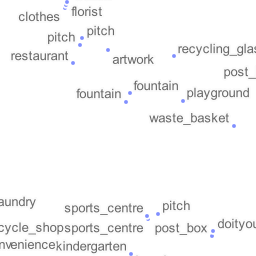 florist
clothes
pitch
pitch
recycling_glas
restaurant
artwork
post_
fountain
fountain
playground
waste_basket
aundry
sports_centre
pitch
cycle_shop
sports_centre
post_box
doityou
nvenience
kindergarten